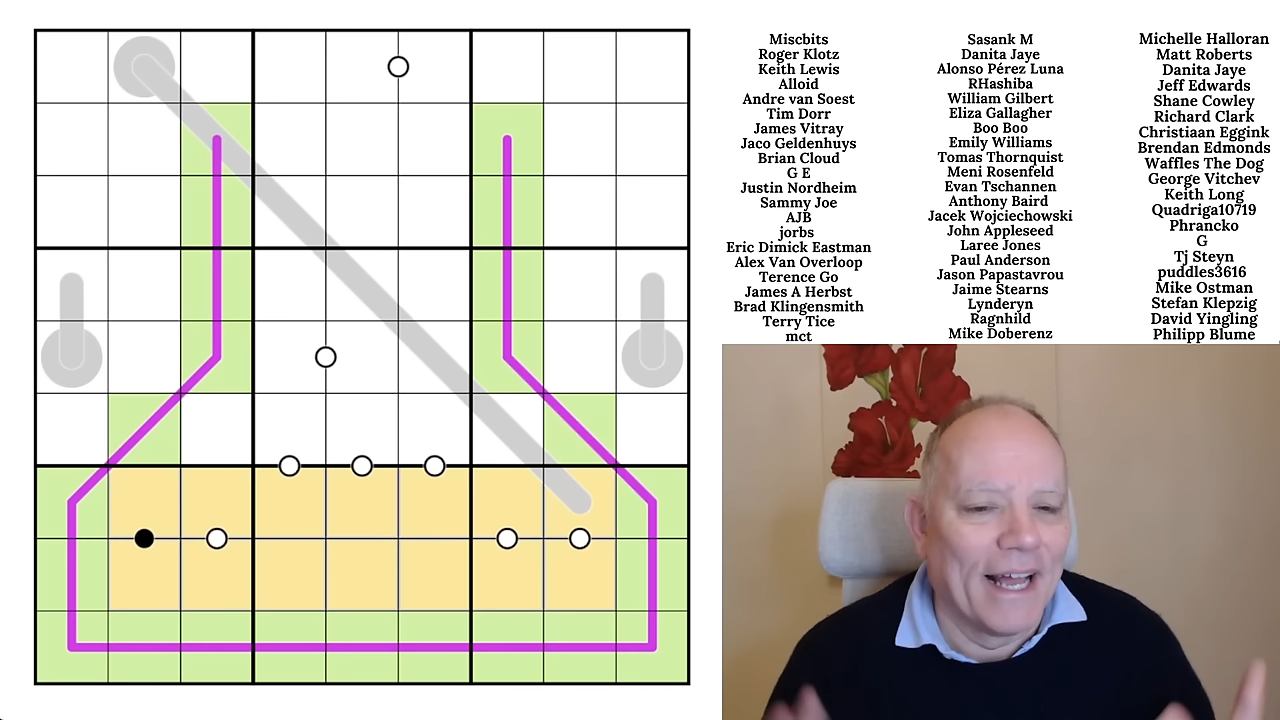 Miscbits
Roger Klotz
Keith Lewis
Alloid
Andre van Soest
Tim Dorr
James Vitray
Jaco Geldenhuys
Brian Cloud
G E
Justin Nordheim
Sammy Joe
AJB
jorbs
Eric Dimick Eastman
Alex Van Overloop
Terence Go
James A Herbst
Brad Klingensmith
Terry Tice
mct
Sasank M
Danita Jaye
Alonso Pérez Luna
RHashiba
William Gilbert
Eliza Gallagher
Boo Boo
Emily Williams
Tomas Thornquist
Meni Rosenfeld
Evan Tschannen
Anthony Baird
Jacek Wojciechowski
John Appleseed
Laree Jones
Paul Anderson
Jason Papastavrou
Jaime Stearns
Lynderyn
Ragnhild
Mike Doberenz
Michelle Halloran
Matt Roberts
Danita Jaye
Jeff Edwards
Shane Cowley
Richard Clark
Christiaan Eggink
Brendan Edmonds
Waffles The Dog
George Vitchev
Keith Long
Quadriga10719
Phrancko
G
Tj Steyn
puddles3616
Mike Ostman
Stefan Klepzig
David Yingling
Philipp Blume